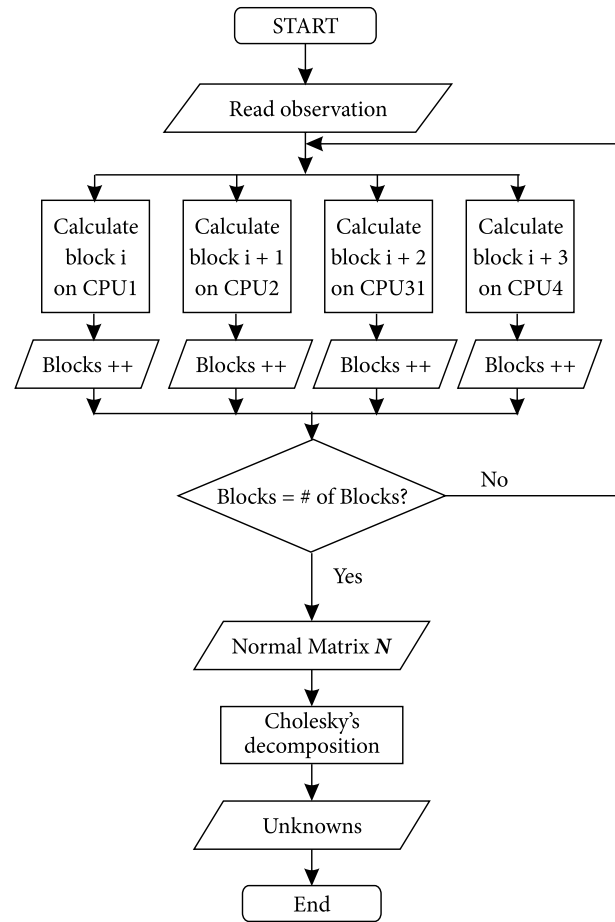 START
Read observation
Calculate
block i
on CPU1
Calculate
block i + 1
on CPU2
Calculate
block i + 2
on CPU31
Calculate
block i + 3
on CPU4
Blocks ++
Blocks ++
Blocks ++
Blocks ++
Blocks = # of Blocks?
No
Yes
Normal Matrix N
Cholesky's
decomposition
Unknowns
End